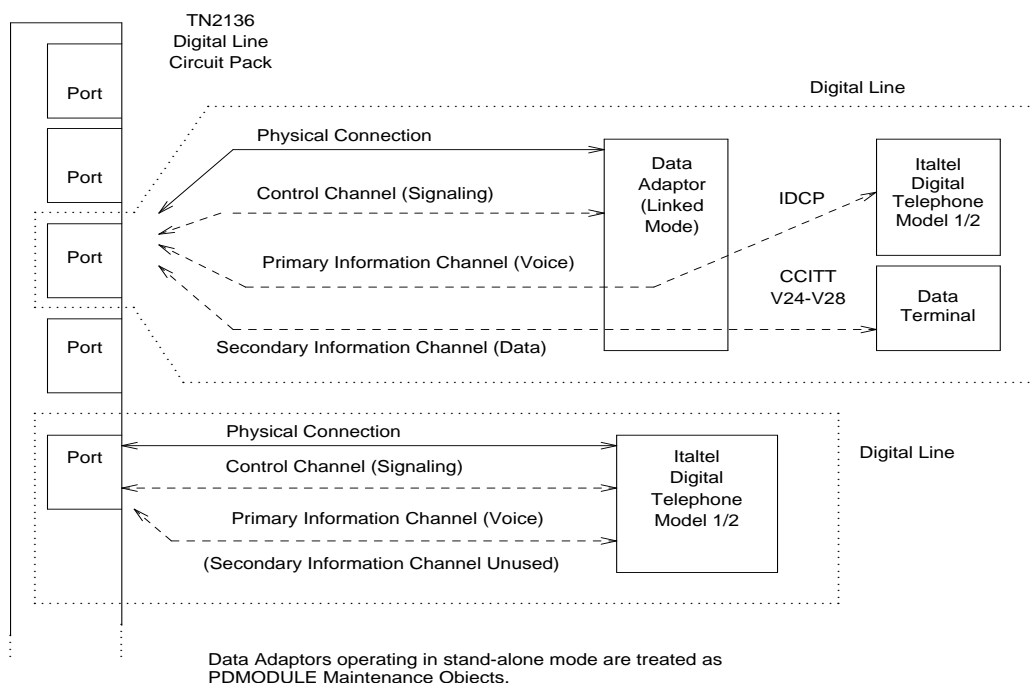 TN2136
Digital Line
Circuit Pack
Port
Port
Port
Port
Digital Line
Physical Connection
Control Channel (Signaling)
Primary Information Channel (Voice)
Secondary Information Channel (Data)
Data
Adaptor
(Linked
Mode)
IDCP
CCITT
V24-V28
Italtel
Digital
Telephone
Model 1/2
Data
Terminal
Port
Physical Connection
Control Channel (Signaling)
Primary Information Channel (Voice)
(Secondary Information Channel Unused)
Italtel
Digital
Telephone
Model 1/2
Digital Line
Data Adaptors operating in stand-alone mode are treated as
PDMODULE Maintenance Objects.